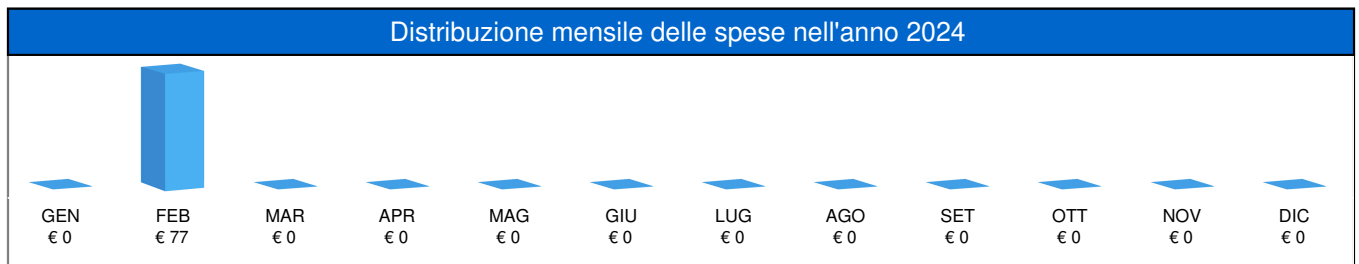 Distribuzione mensile delle spese nell'anno 2024
GEN FEB MAR APR MAG GIU LUG AGO SET OTT NOV DIC
€ 0 € 77 € 0 € 0 € 0 € 0 € 0 € 0 € 0 € 0 € 0 € 0